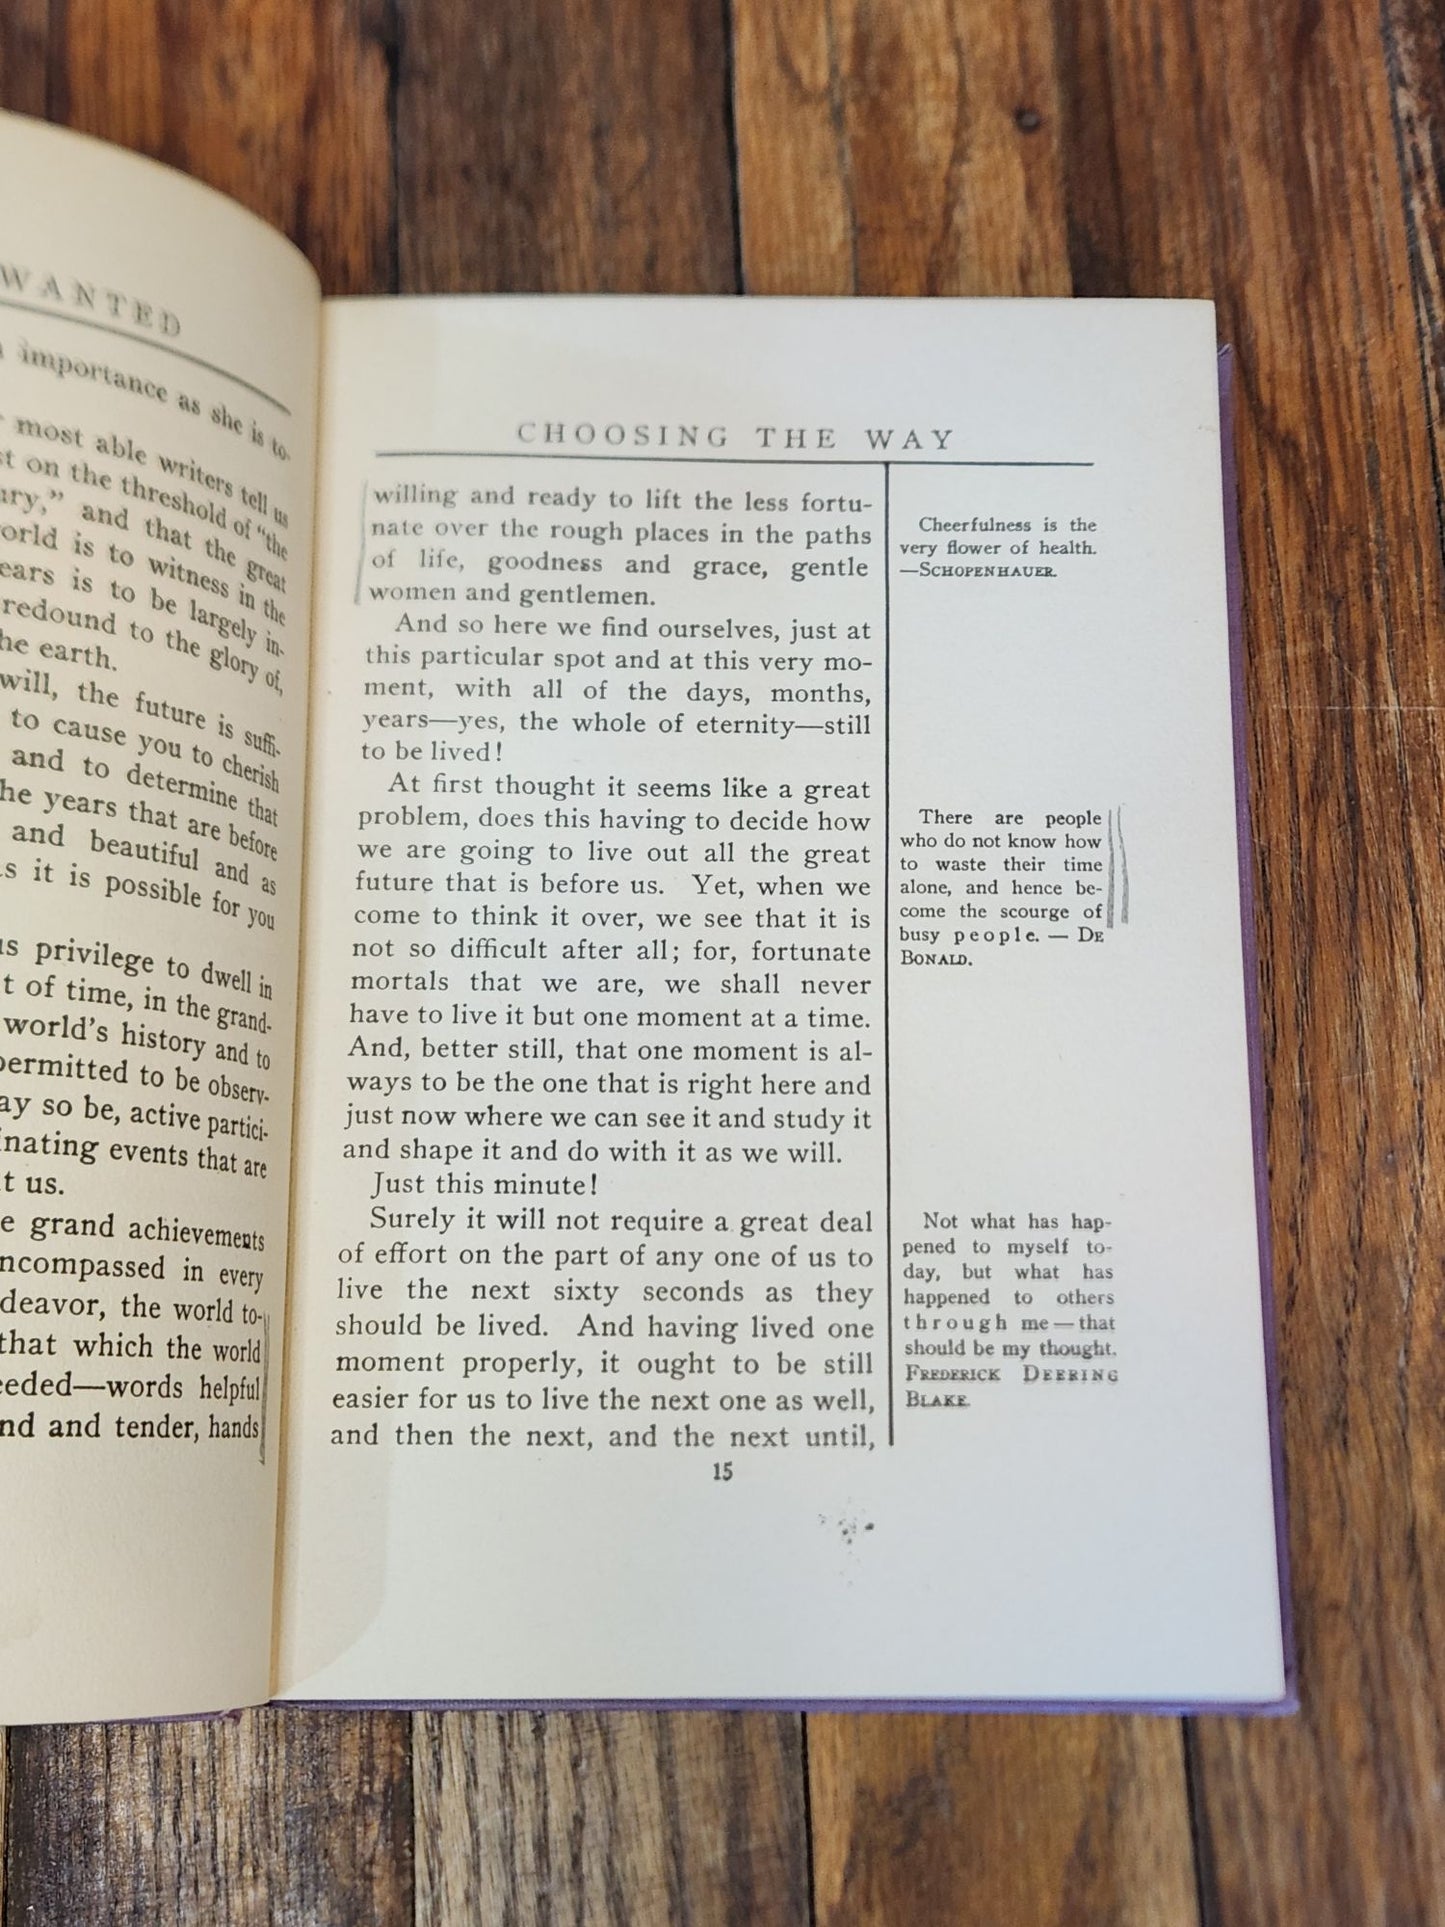 WANTED
importance as she is to-
most able writers tell us
on the threshold of "the
and that the great
world is to witness in the
is to be largely in-
redound to the glory of,
the earth.
will, the future is suffi-
to cause you to cherish
and to determine that
the years that are before
and beautiful and as
it is possible for you
privilege to dwell in
of time, in the grand-
world's history and to
permitted to be observ-
so be, active partici-
events that are
us.
grand achievements
encompassed in every
the world to-
that which the world
words helpful
and tender, hands
CHOOSING THE WAY
willing and ready to lift the less fortu-
nate over the rough places in the paths
of life, goodness and grace, gentle
women and gentlemen.
And so here we find ourselves, just at
this particular spot and at this very mo-
ment, with all of the days, months,
years—yes, the whole of eternity—still
to be lived!
At first thought it seems like a great
problem, does this having to decide how
we are going to live out all the great
future that is before us. Yet, when we
come to think it over, we see that it is
not so difficult after all; for, fortunate
mortals that we are, we shall never
have to live it but one moment at a time.
And, better still, that one moment is al-
ways to be the one that is right here and
just now where we can see it and study it
and shape it and do with it as we will.
Just this minute!
Surely it will not require a great deal
of effort on the part of any one of us to
live the next sixty seconds as they
should be lived. And having lived one
moment properly, it ought to be still
easier for us to live the next one as well,
and then the next, and the next until,
15
Cheerfulness is the
very flower of health.
—SCHOPENHAUER.
There are people
who do not know how
to waste their time
alone, and hence be-
come the scourge of
busy people. — DE
BONALD.
Not what has hap-
pened to myself to-
day, but what has
happened to others
through me—that
should be my thought.
FREDERICK DEERING
BLAKE.